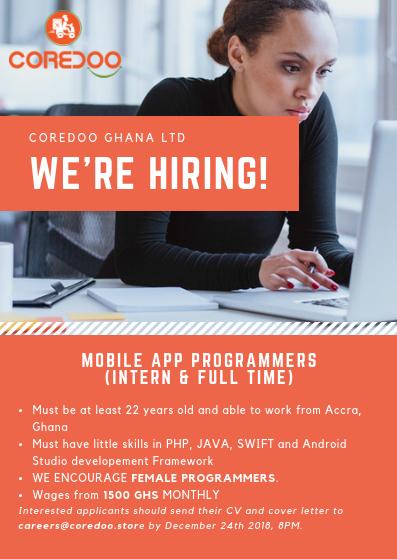 COREDOO
COREDOO GHANA LTD
WE'RE HIRING!
MOBILE APP PROGRAMMERS
(INTERN & FULL TIME)
• Must be at least 22 years old and able to work from Accra,
Ghana
• Must have little skills in PHP, JAVA, SWIFT and Android
Studio developement Framework
• WE ENCOURAGE FEMALE PROGRAMMERS.
• Wages from 1500 GHS MONTHLY
Interested applicants should send their CV and cover letter to
careers@coredoo.store by December 24th 2018, 8PM.